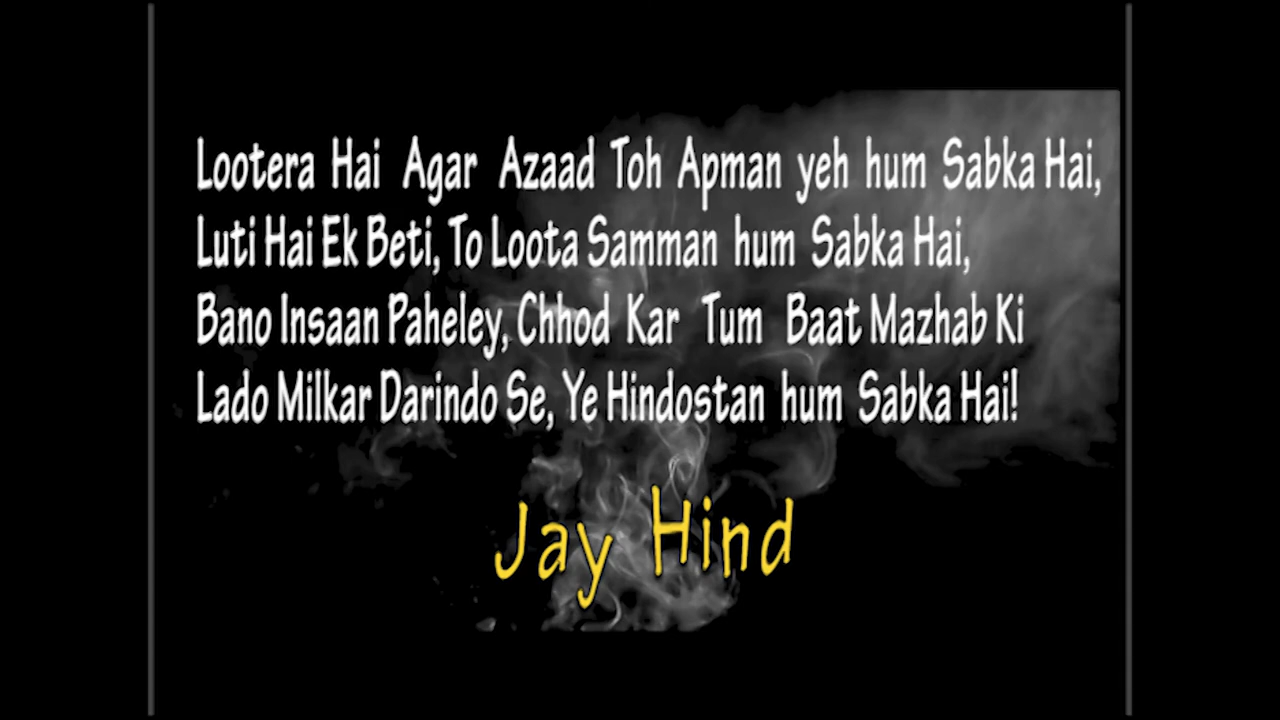 Lootera Hai Agar Azaad Toh Apman yeh hum Sabka Hai,
Luti Hai Ek Beti, To Loota Samman hum Sabka Hai,
Bano Insaan Paheley, Chhod Kar Tum Baat Mazhab Ki
Lado Milkar Darindo Se, Ye Hindostan hum Sabka Hai!
Jay Hind